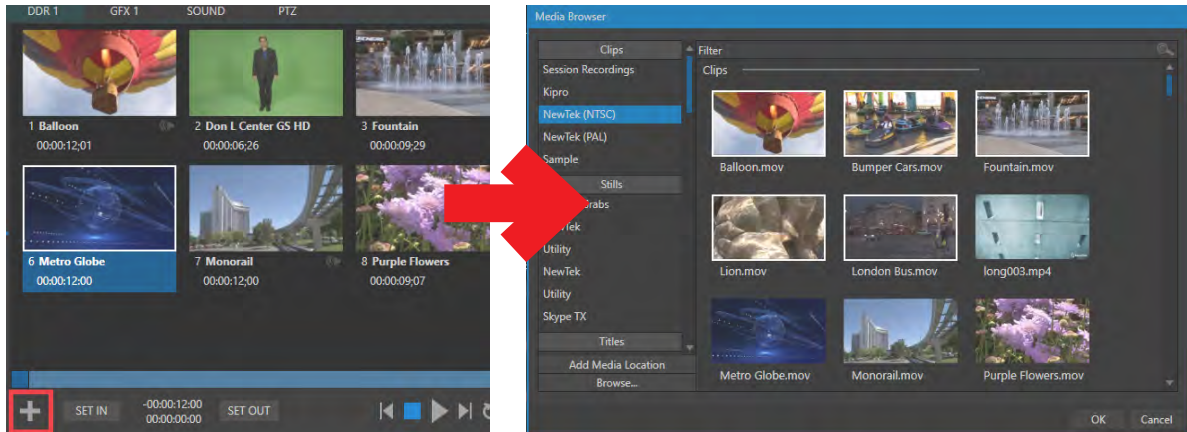 DDR 1 GFX 1 SOUND PTZ
1 Balloon 2 Don L Center GS HD 3 Fountain
00:00:12;01 00:00:06;26 00:00:09;29
6 Metro Globe 7 Monorail 8 Purple Flowers
00:00:12:00 00:00:12;00 00:00:09;07
SET IN -00:00:12:00 SET OUT
00:00:00:00
Media Browser
Clips
Session Recordings
Kipro
NewTek (NTSC)
NewTek (PAL)
Sample
Stills
Grabs
Tek
Utility
NewTek
Utility
Skype TX
Titles
Add Media Location
Browse...
Filter
Clips
Balloon.mov Bumper Cars.mov Fountain.mov
Lion.mov London Bus.mov long003.mp4
Metro Globe.mov Monorail.mov Purple Flowers.mov
OK Cancel